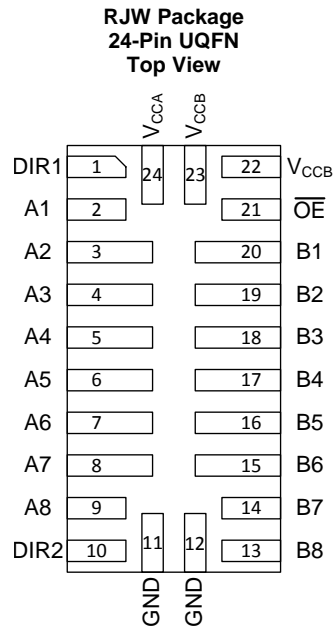 RJW Package
24-Pin UQFN
Top View
VCCA VCCB
DIR1 1 24 23 22 VCCB
A1 2 21 O̅E̅
A2 3 20 B1
A3 4 19 B2
A4 5 18 B3
A5 6 17 B4
A6 7 16 B5
A7 8 15 B6
A8 9 14 B7
DIR2 10 11 12 13 B8
GND GND